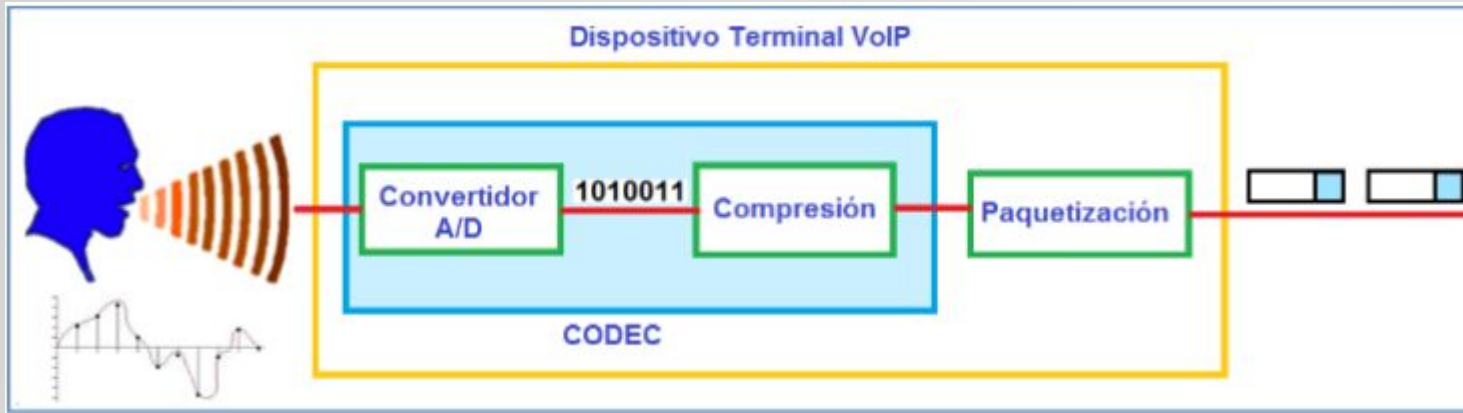 Dispositivo Terminal VoIP
Convertidor
A/D
1010011
Compresión
Paquetización
CODEC